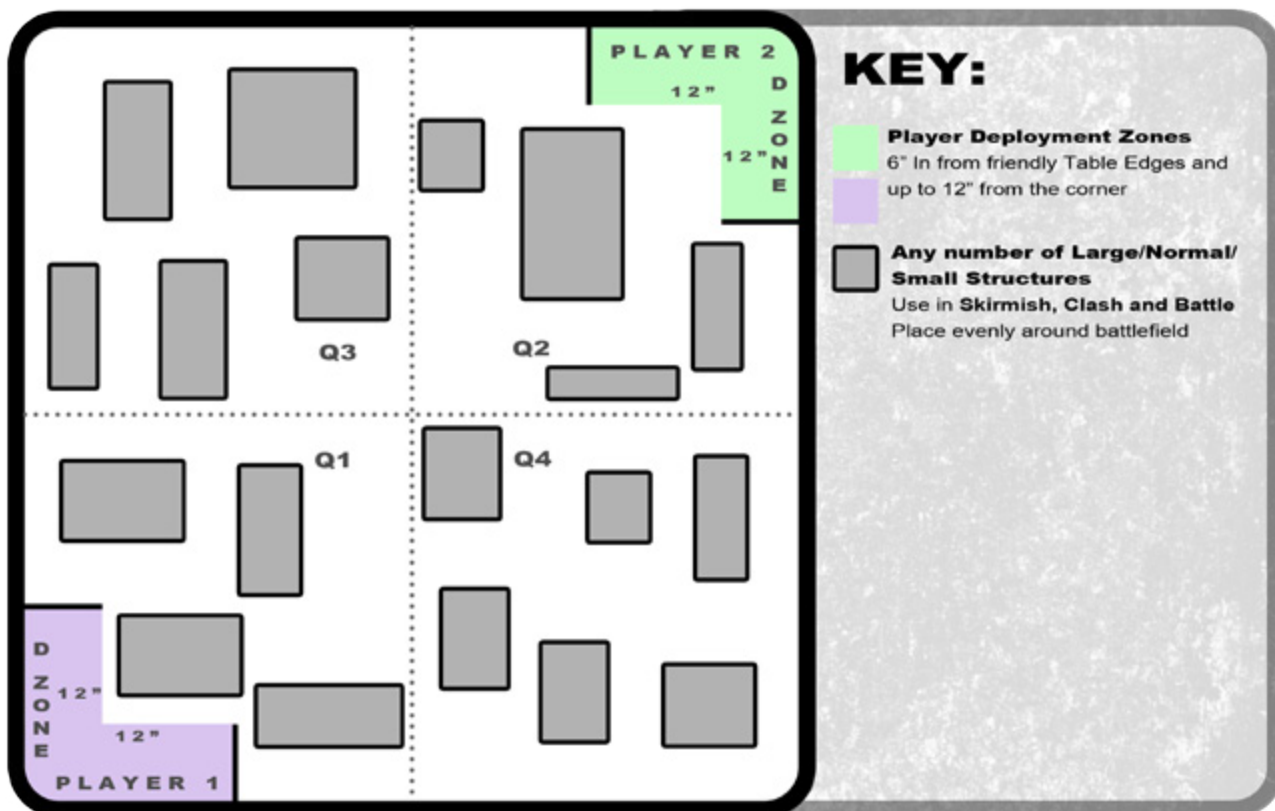 PLAYER 2
12”
D ZONE
12”
Q3
Q2
Q1
Q4
D ZONE
12”
12”
PLAYER 1
KEY:
Player Deployment Zones
6” In from friendly Table Edges and
up to 12” from the corner
Any number of Large/Normal/
Small Structures
Use in Skirmish, Clash and Battle
Place evenly around battlefield